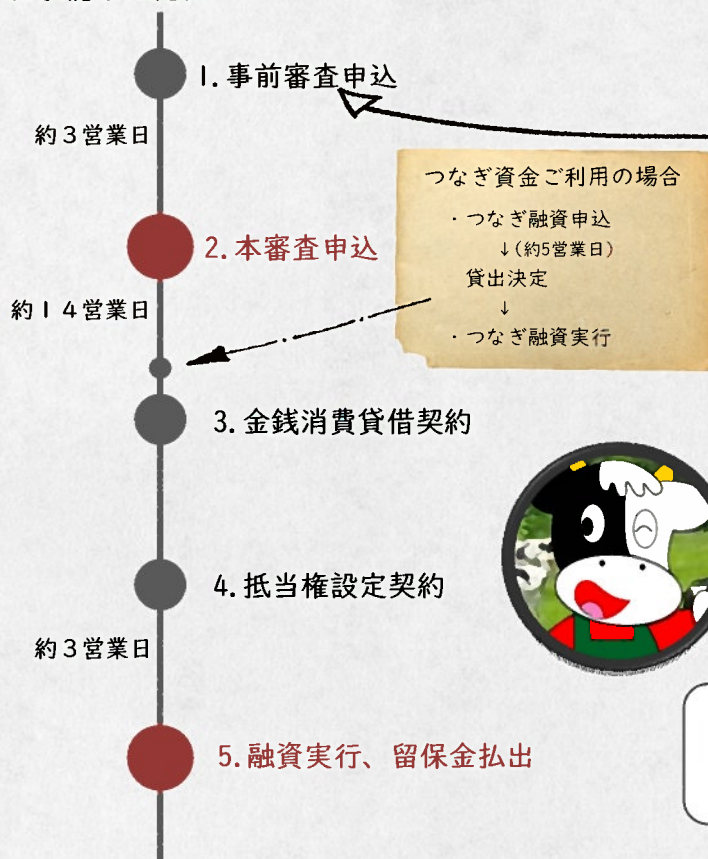 1.事前審査申込
約3営業日
つなぎ資金ご利用の場合
・つなぎ融資申込
↓(約5営業日)
貸出決定
↓
・つなぎ融資実行
2.本審査申込
約14営業日
3.金銭消費貸借契約
4.抵当権設定契約
約3営業日
5.融資実行、留保金払出